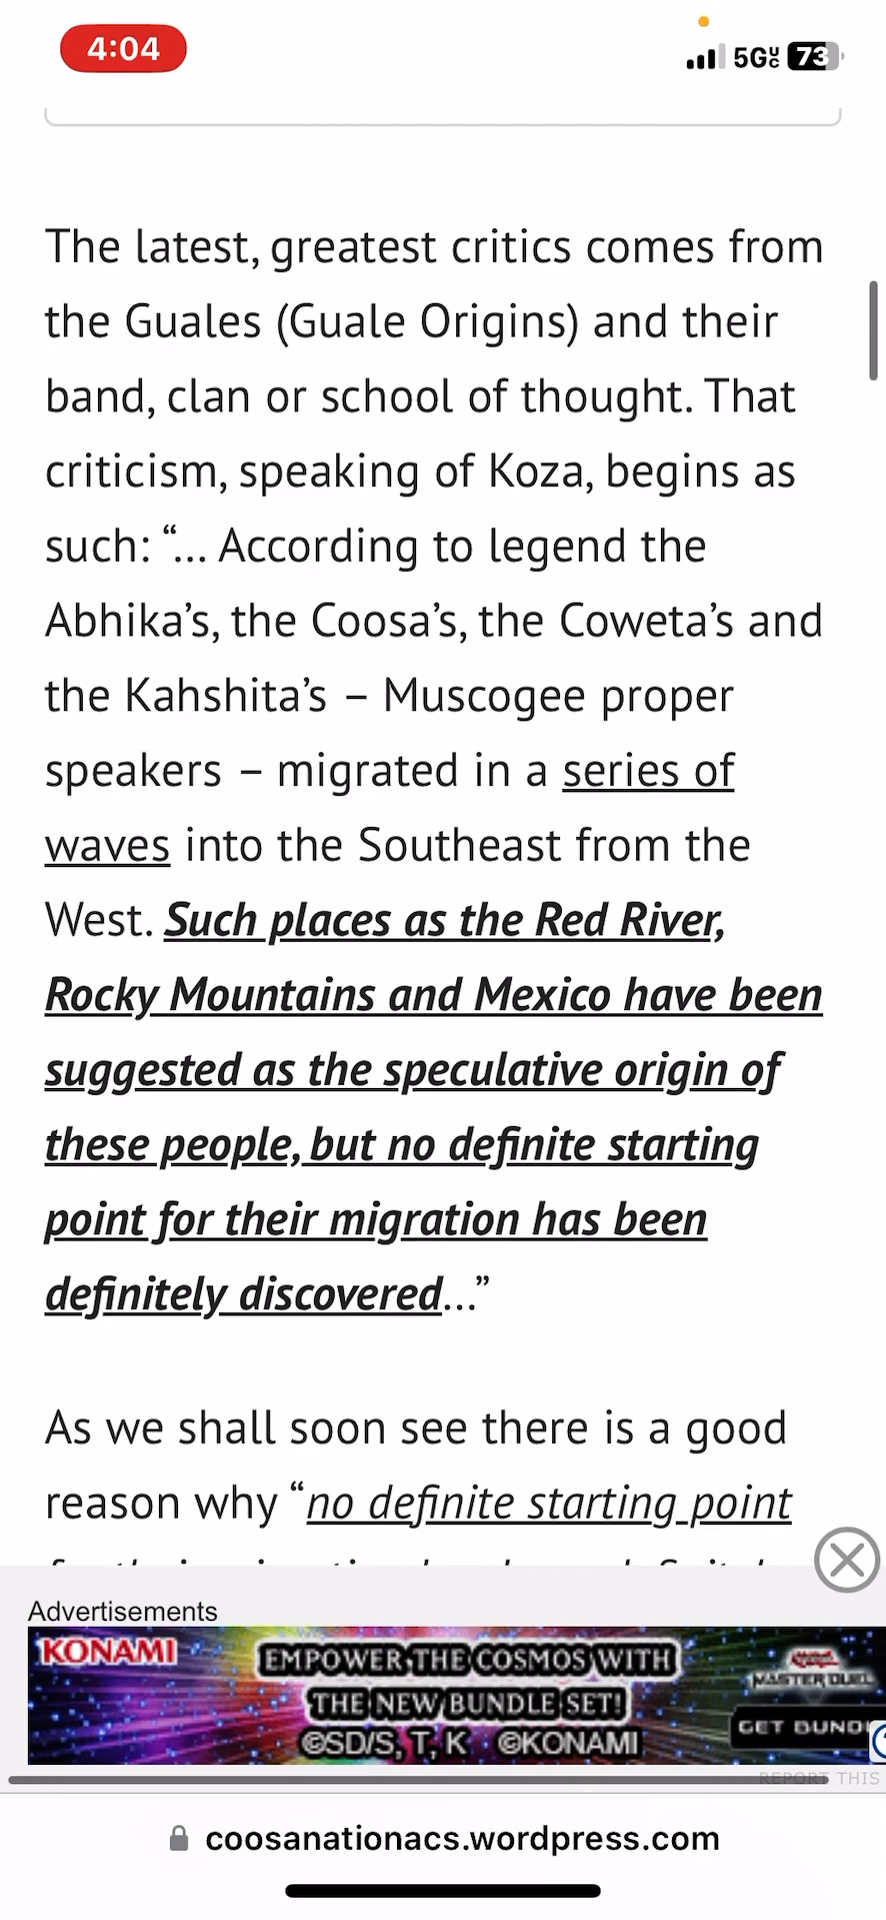 4:04
5G
73
The latest, greatest critics comes from
the Guales (Guale Origins) and their
band, clan or school of thought. That
criticism, speaking of Koza, begins as
such: “… According to legend the
Abhika’s, the Coosa’s, the Coweta’s and
the Kahshita’s – Muscogee proper
speakers – migrated in a series of
waves into the Southeast from the
West. Such places as the Red River,
Rocky Mountains and Mexico have been
suggested as the speculative origin of
these people, but no definite starting
point for their migration has been
definitely discovered…”
As we shall soon see there is a good
reason why “no definite starting point
Advertisements
KONAMI
EMPOWER THE COSMOS WITH
THE NEW BUNDLE SET!
©SD/S, T, K ©KONAMI
MASTER DUEL
GET BUND
REPORT THIS
coosanationacs.wordpress.com